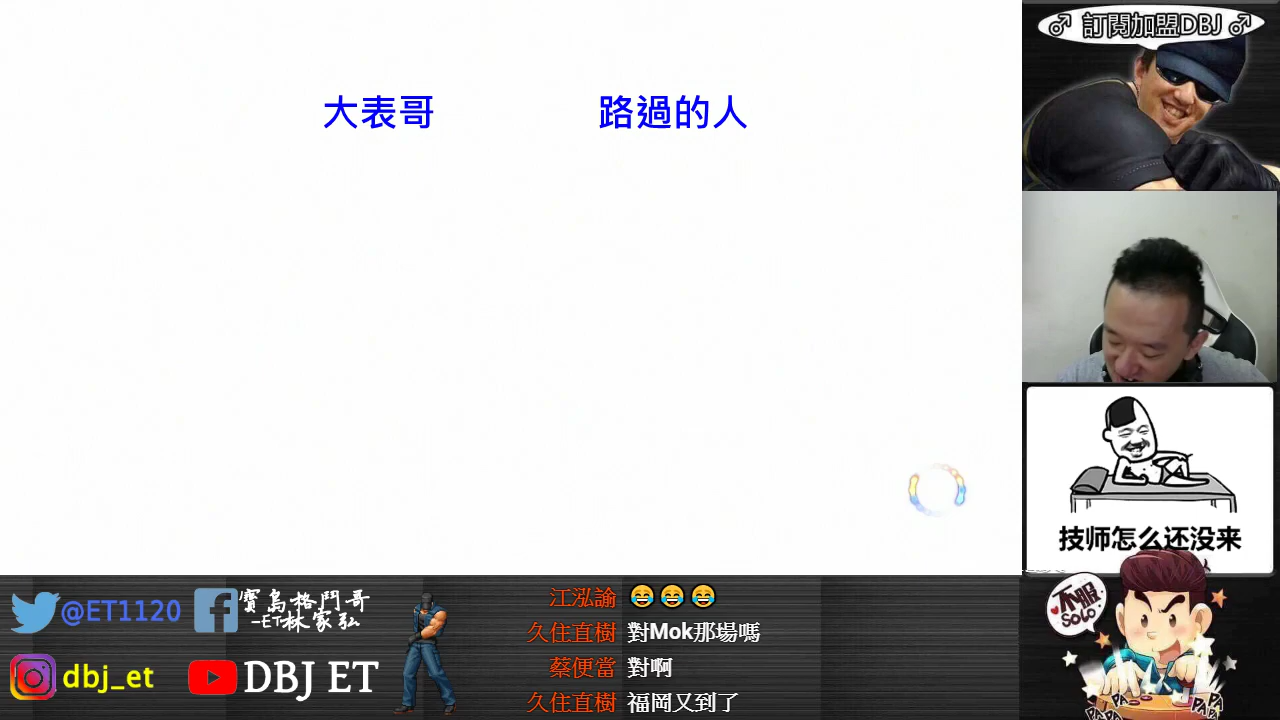 大表哥 路過的人
♂ 訂閱加盟DBJ ♂
技师怎么还没来
不服
SOLO
@ET1120
寶島格鬥哥
-ET林家弘
dbj_et
DBJ ET
江泓諭 😂😂😂
久住直樹 對Mok那場嗎
蔡便當 對啊
久住直樹 福岡又到了